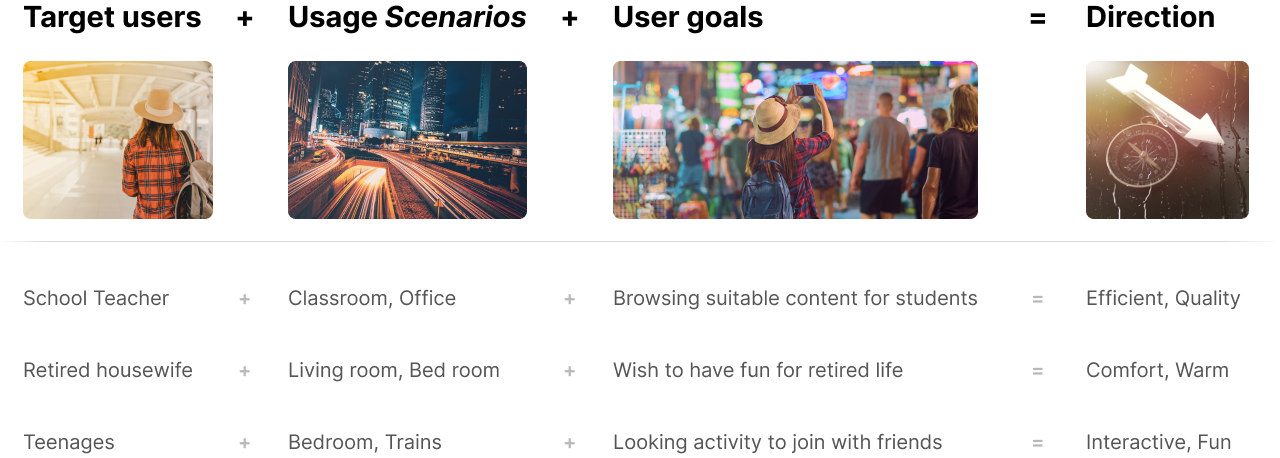 Target users + Usage Scenarios + User goals = Direction
School Teacher + Classroom, Office + Browsing suitable content for students = Efficient, Quality
Retired housewife + Living room, Bed room + Wish to have fun for retired life = Comfort, Warm
Teenages + Bedroom, Trains + Looking activity to join with friends = Interactive, Fun